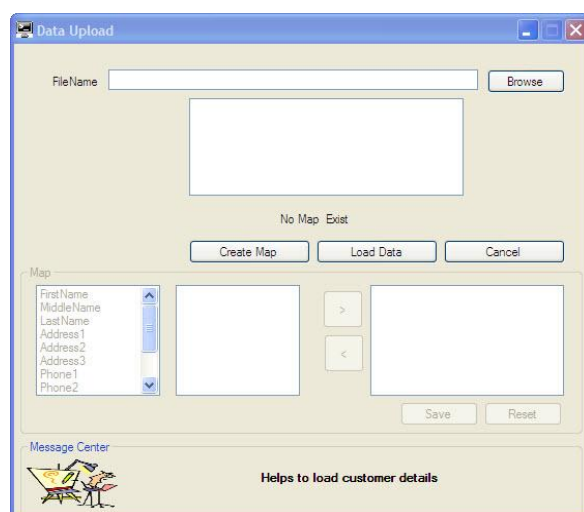 Data Upload
FileName
Browse
No Map Exist
Create Map
Load Data
Cancel
Map
FirstName
MiddleName
LastName
Address1
Address2
Address3
Phone1
Phone2
>
<
Save
Reset
Message Center
Helps to load customer details